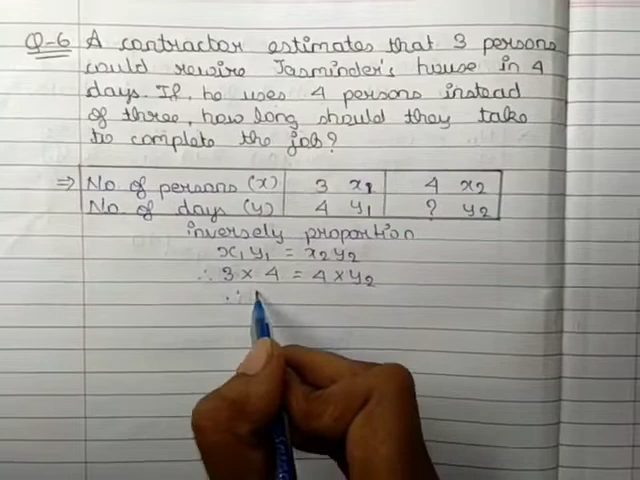 Q-6 A contractor estimates that 3 persons
could rewire Jasminder's house in 4
days. If, he uses 4 persons instead
of three, how long should they take
to complete the job?
⇒ No. of persons (x) 3 x1 4 x2
No. of days (y) 4 y1 ? y2
inversely proportion
x1y1 = x2y2
∴ 3 × 4 = 4 × y2
∴